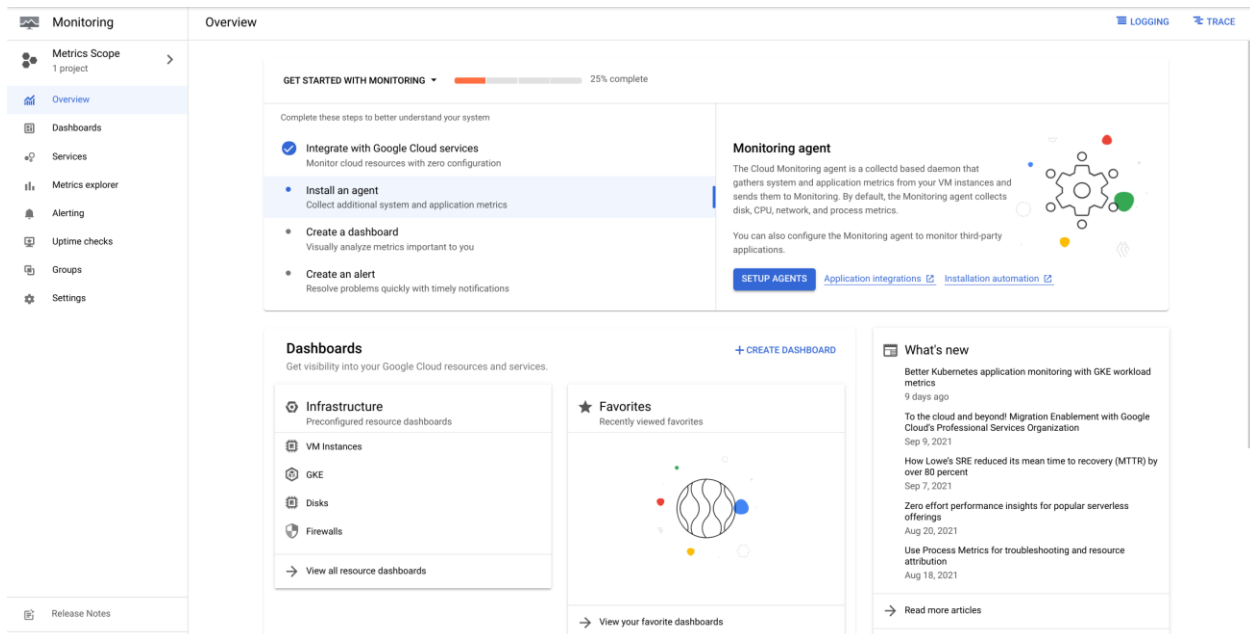 Monitoring
Overview
LOGGING
TRACE
Metrics Scope
1 project
Overview
Dashboards
Services
Metrics explorer
Alerting
Uptime checks
Groups
Settings
Release Notes
GET STARTED WITH MONITORING
25% complete
Complete these steps to better understand your system
Integrate with Google Cloud services
Monitor cloud resources with zero configuration
Install an agent
Collect additional system and application metrics
Create a dashboard
Visually analyze metrics important to you
Create an alert
Resolve problems quickly with timely notifications
Monitoring agent
The Cloud Monitoring agent is a collectd based daemon that
gathers system and application metrics from your VM instances and
sends them to Monitoring. By default, the Monitoring agent collects
disk, CPU, network, and process metrics.
You can also configure the Monitoring agent to monitor third-party
applications.
SETUP AGENTS
Application integrations
Installation automation
Dashboards
+ CREATE DASHBOARD
Get visibility into your Google Cloud resources and services.
Infrastructure
Preconfigured resource dashboards
VM Instances
GKE
Disks
Firewalls
View all resource dashboards
Favorites
Recently viewed favorites
View your favorite dashboards
What's new
Better Kubernetes application monitoring with GKE workload
metrics
9 days ago
To the cloud and beyond! Migration Enablement with Google
Cloud's Professional Services Organization
Sep 9, 2021
How Lowe's SRE reduced its mean time to recovery (MTTR) by
over 80 percent
Sep 7, 2021
Zero effort performance insights for popular serverless
offerings
Aug 20, 2021
Use Process Metrics for troubleshooting and resource
attribution
Aug 18, 2021
Read more articles